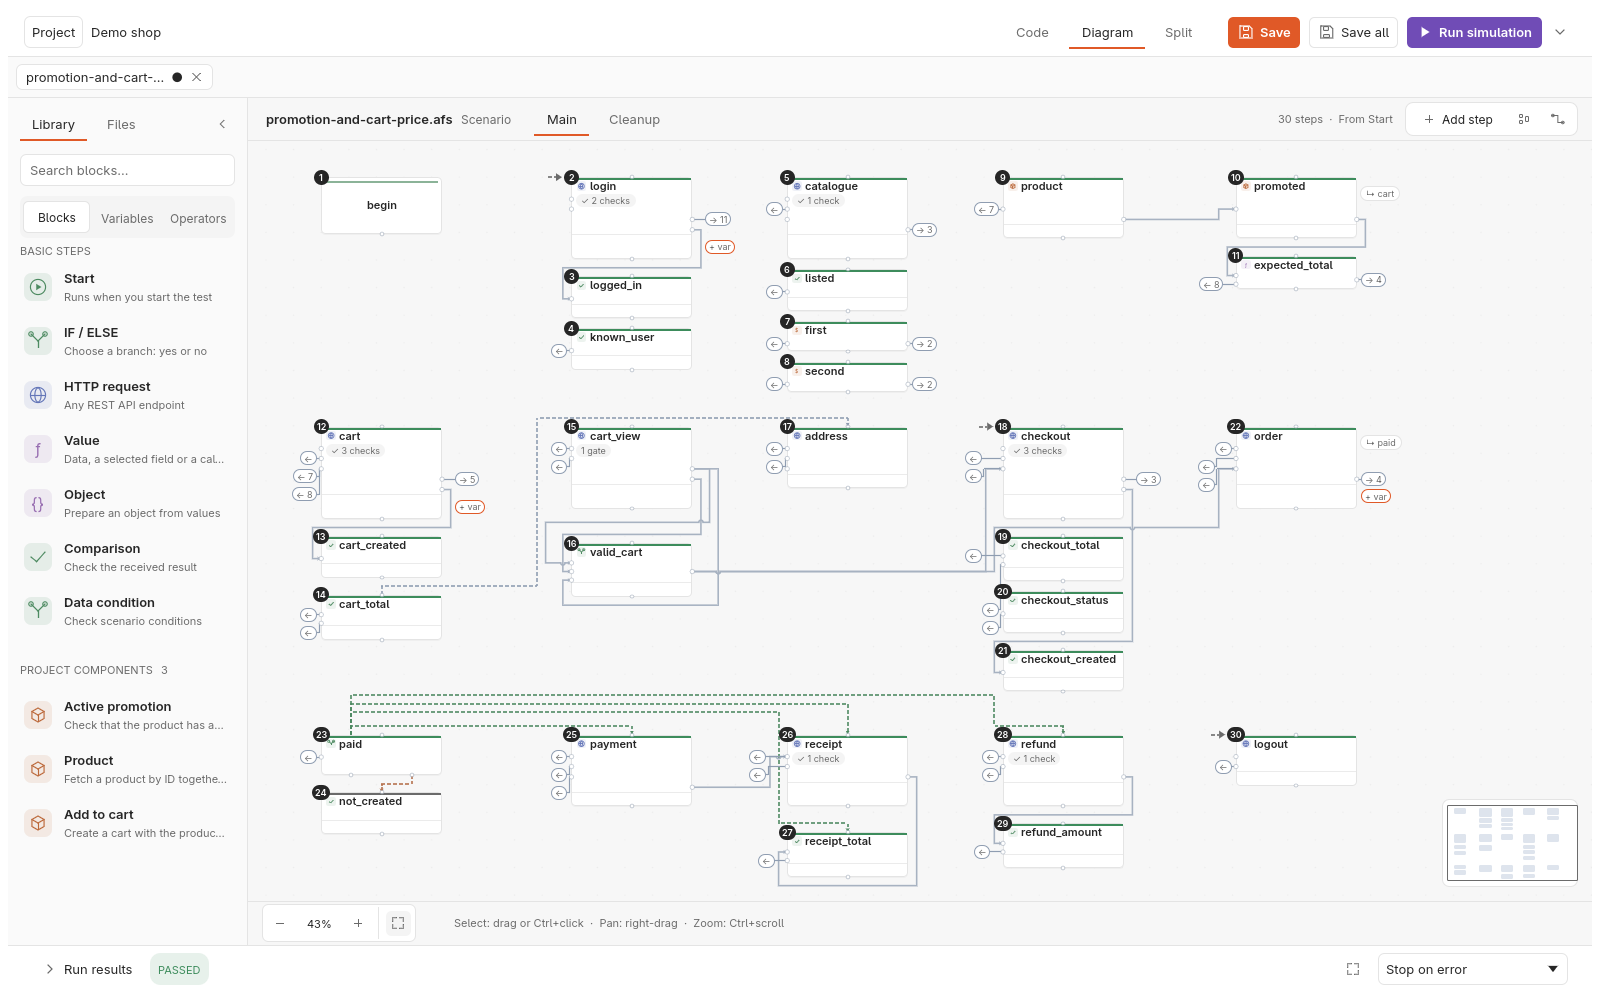 Project Demo shop Code Diagram Split Save Save all Run simulation
promotion-and-cart-...
Library Files
promotion-and-cart-price.afs Scenario Main Cleanup 30 steps · From Start + Add step
Search blocks...
Blocks Variables Operators
BASIC STEPS
Start
Runs when you start the test
IF / ELSE
Choose a branch: yes or no
HTTP request
Any REST API endpoint
Value
Data, a selected field or a cal...
Object
Prepare an object from values
Comparison
Check the received result
Data condition
Check scenario conditions
PROJECT COMPONENTS 3
Active promotion
Check that the product has a...
Product
Fetch a product by ID togethe...
Add to cart
Create a cart with the produc...
1
begin
2
login
✓ 2 checks
→ 11
+ var
3
logged_in
4
known_user
←
5
catalogue
✓ 1 check
←
→ 3
6
listed
←
7
first
←
→ 2
8
second
←
→ 2
9
product
← 7
10
promoted
↳ cart
11
expected_total
← 8
→ 4
12
cart
✓ 3 checks
←
← 7
← 8
→ 5
+ var
13
cart_created
14
cart_total
←
←
15
cart_view
1 gate
←
←
16
valid_cart
17
address
←
←
18
checkout
✓ 3 checks
←
←
→ 3
19
checkout_total
←
20
checkout_status
←
←
21
checkout_created
22
order
↳ paid
←
←
←
→ 4
+ var
23
paid
←
24
not_created
25
payment
←
←
←
26
receipt
✓ 1 check
←
←
27
receipt_total
←
28
refund
✓ 1 check
←
←
29
refund_amount
←
30
logout
←
− 43% + Select: drag or Ctrl+click · Pan: right-drag · Zoom: Ctrl+scroll
Run results PASSED Stop on error